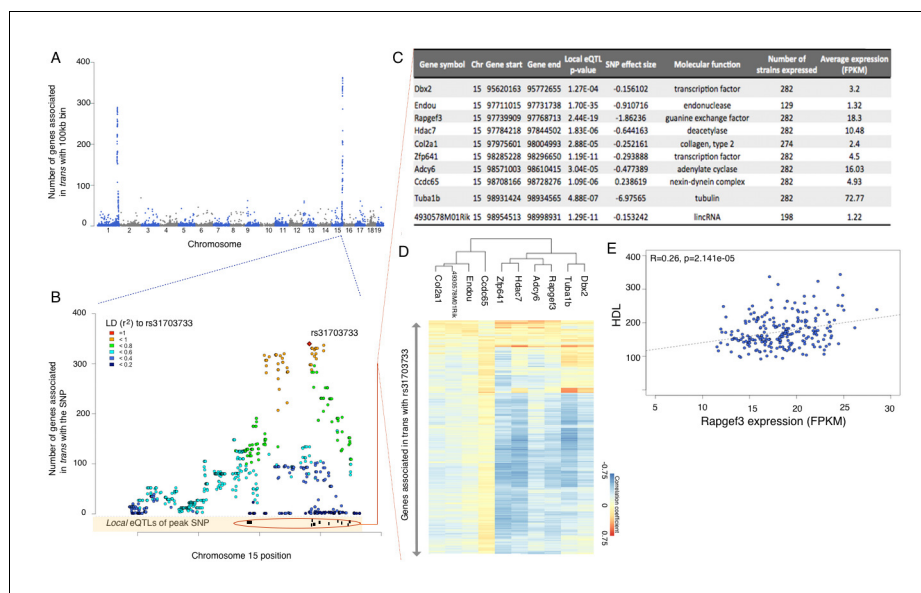 A
Number of genes associated
in trans with 100kb bin
400
300
200
100
0
1 2 3 4 5 6 7 8 9 10 11 12 13 14 15 16 17 18 19
Chromosome
B
Number of genes associated
in trans with the SNP
400
300
200
100
0
LD (r2) to rs31703733
=1
< 1
< 0.8
< 0.6
< 0.4
< 0.2
rs31703733
Local eQTLs of peak SNP
Chromosome 15 position
C
Gene symbol Chr Gene start Gene end Local eQTL p-value SNP effect size Molecular function Number of strains expressed Average expression (FPKM)
Dbx2 15 95620163 95772655 1.27E-04 -0.156102 transcription factor 282 3.2
Endou 15 97711015 97731738 1.70E-35 -0.910716 endonuclease 129 1.32
Rapgef3 15 97739909 97768713 2.44E-19 -1.86236 guanine exchange factor 282 18.3
Hdac7 15 97784218 97844502 1.83E-06 -0.644163 deacetylase 282 10.48
Col2a1 15 97975601 98004993 2.88E-05 -0.252161 collagen, type 2 274 2.4
Zfp641 15 98285228 98296650 1.19E-11 -0.293888 transcription factor 282 4.5
Adcy6 15 98571003 98610415 3.04E-05 -0.477389 adenylate cyclase 282 16.03
Ccdc65 15 98708166 98728276 1.09E-06 0.238619 nexin-dynein complex 282 4.93
Tuba1b 15 98931424 98934565 4.88E-07 -6.97565 tubulin 282 72.77
4930578M01Rik 15 98954513 98998931 1.29E-11 -0.153242 lincRNA 198 1.22
D
Col2a1
4930578M01Rik
Endou
Ccdc65
Zfp641
Hdac7
Adcy6
Rapgef3
Tuba1b
Dbx2
Genes associated in trans with rs31703733
-0.75
0
0.75
Correlation coefficient
E
R=0.26, p=2.141e-05
HDL
300
200
100
5 10 15 20 25 30
Rapgef3 expression (FPKM)